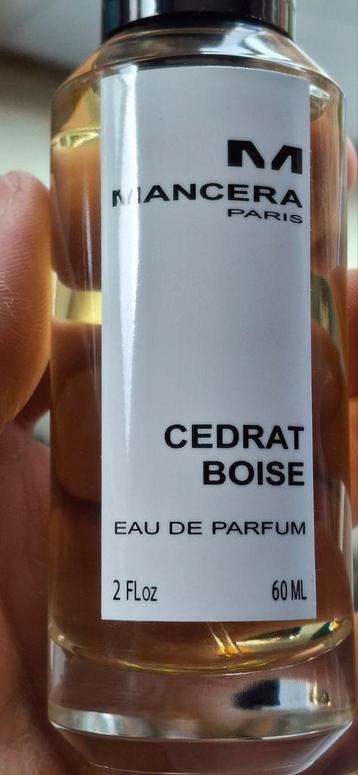 M
MANCERA
PARIS
CEDRAT
BOISE
EAU DE PARFUM
2 FLoz 60 ML